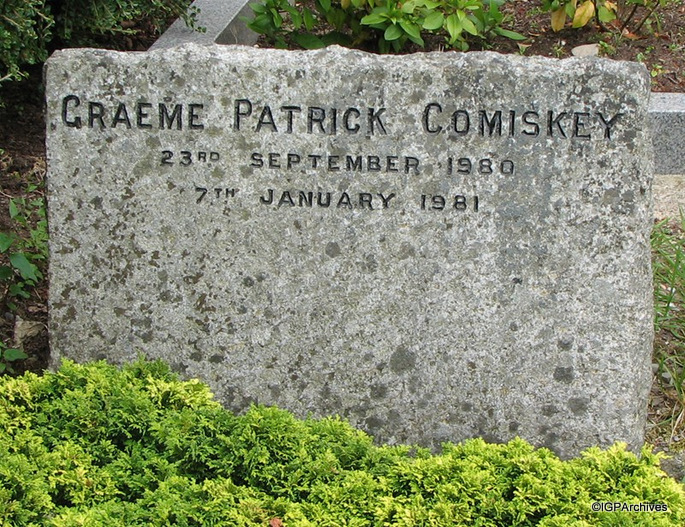 GRAEME PATRICK COMISKEY
23RD SEPTEMBER 1980
7TH JANUARY 1981
©IGPArchives